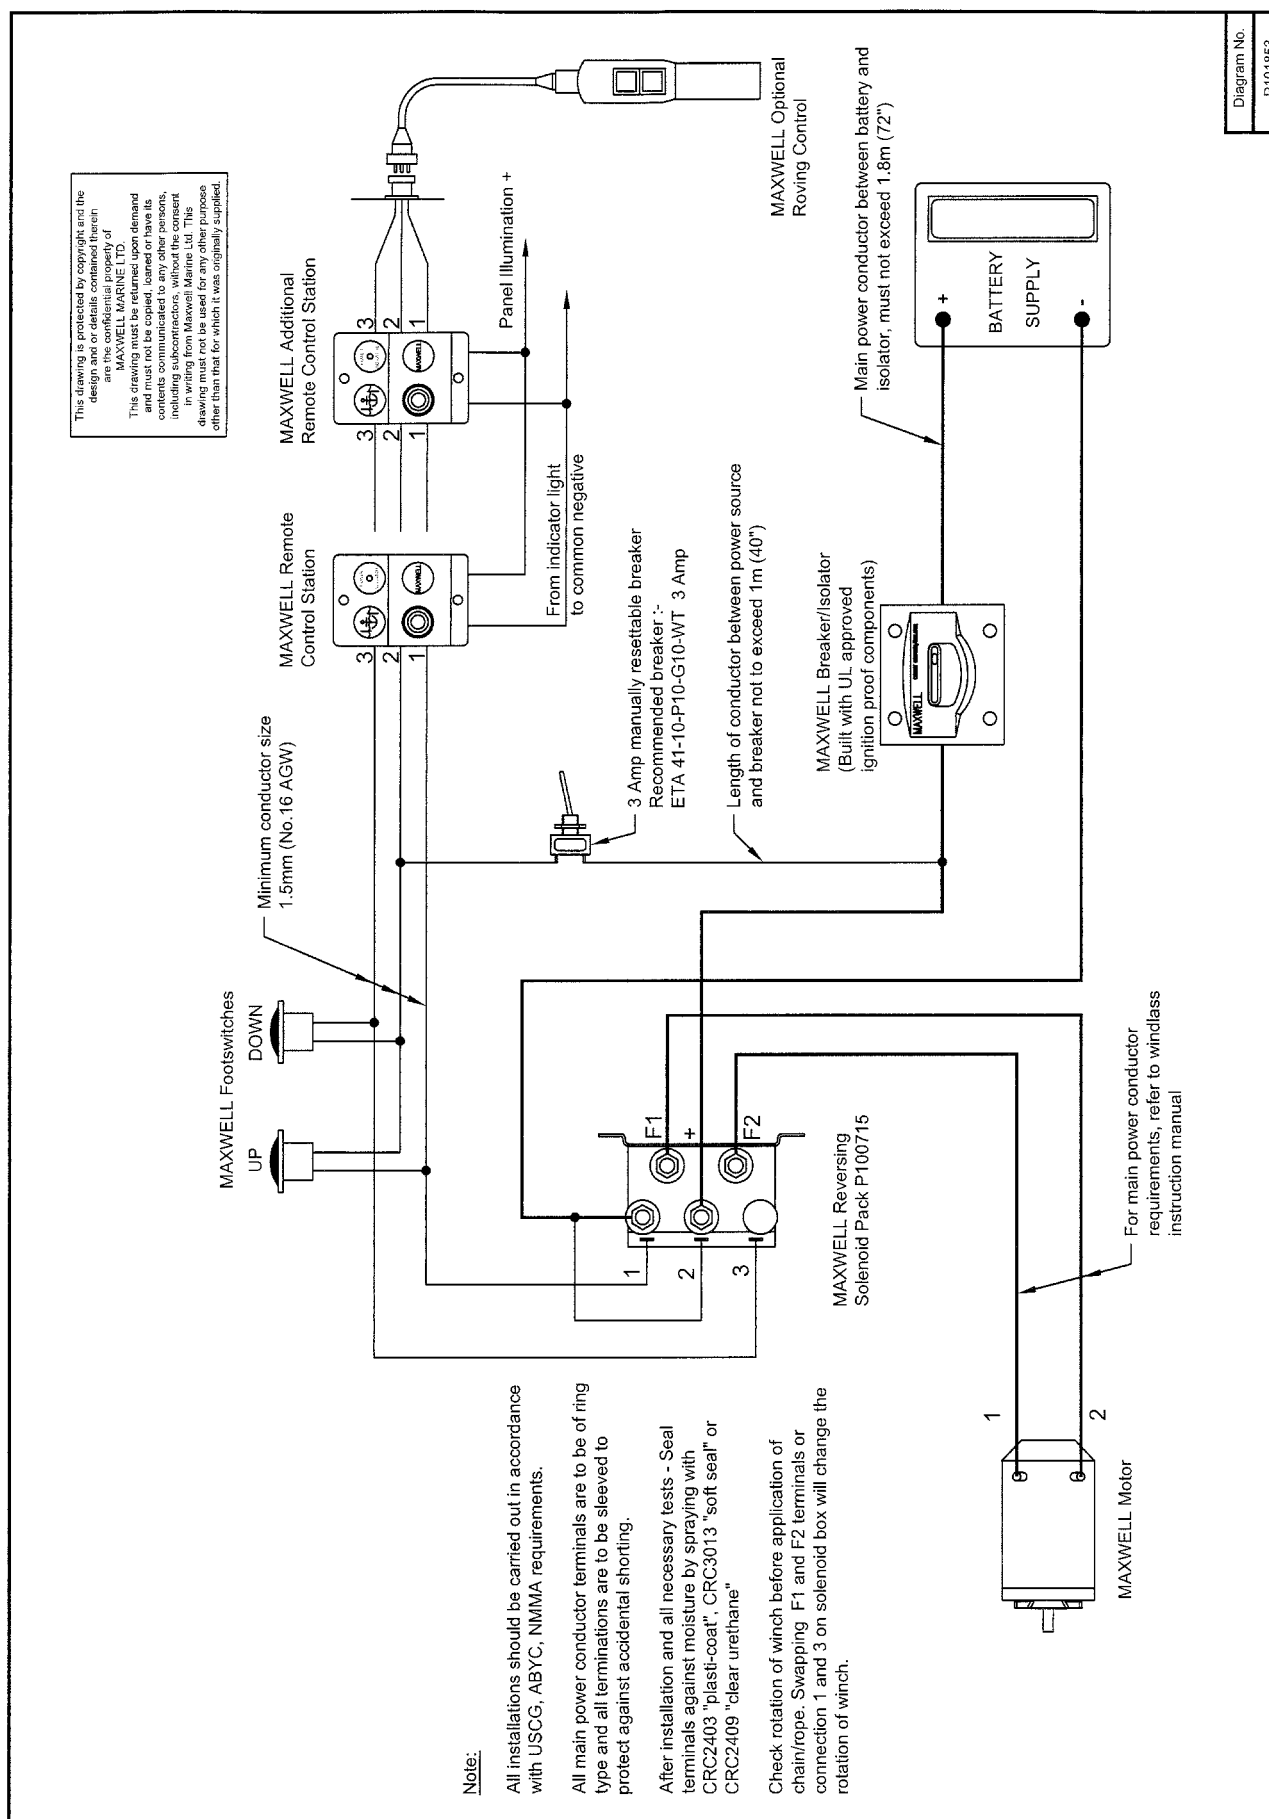 This drawing is protected by copyright and the
design and or details contained therein
are the confidential property of
MAXWELL MARINE LTD.
This drawing must be returned upon demand
and must not be copied, loaned or have its
contents communicated to any other persons,
including subcontractors, without the consent
in writing from Maxwell Marine Ltd. This
drawing must not be used for any other purpose
other than that for which it was originally supplied.
MAXWELL Footswitches
UP
DOWN
Minimum conductor size
1.5mm (No.16 AGW)
MAXWELL Remote
Control Station
3
2
1
MAXWELL
MAXWELL Additional
Remote Control Station
3
2
1
3
2
1
MAXWELL
Panel Illumination +
From indicator light
to common negative
MAXWELL Optional
Roving Control
3 Amp manually resettable breaker
Recommended breaker :-
ETA 41-10-P10-G10-WT 3 Amp
Length of conductor between power source
and breaker not to exceed 1m (40")
MAXWELL Breaker/Isolator
(Built with UL approved
ignition proof components)
MAXWELL
Main power conductor between battery and
isolator, must not exceed 1.8m (72")
+
BATTERY
SUPPLY
-
F1
+
F2
1
2
3
MAXWELL Reversing
Solenoid Pack P100715
For main power conductor
requirements, refer to windlass
instruction manual
1
2
MAXWELL Motor
Note:
All installations should be carried out in accordance
with USCG, ABYC, NMMA requirements.
All main power conductor terminals are to be of ring
type and all terminations are to be sleeved to
protect against accidental shorting.
After installation and all necessary tests - Seal
terminals against moisture by spraying with
CRC2403 "plasti-coat", CRC3013 "soft seal" or
CRC2409 "clear urethane"
Check rotation of winch before application of
chain/rope. Swapping F1 and F2 terminals or
connection 1 and 3 on solenoid box will change the
rotation of winch.
Diagram No.